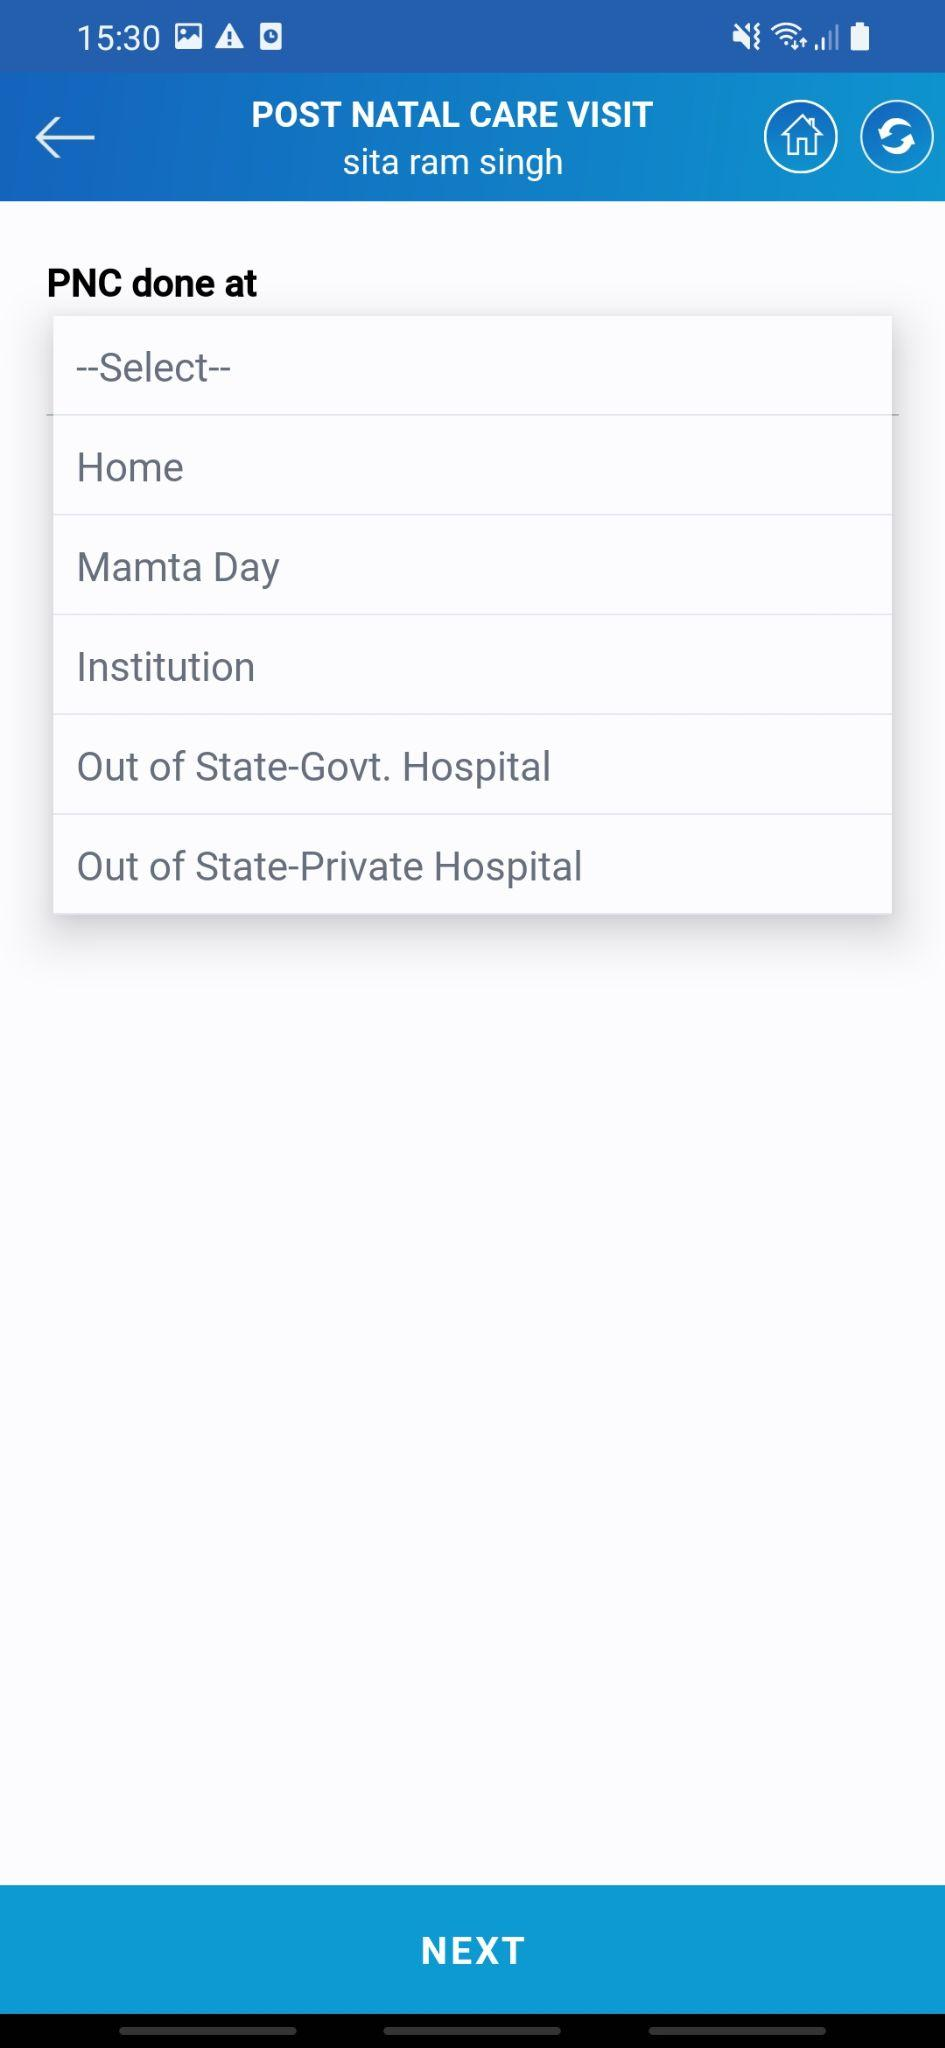 15:30
POST NATAL CARE VISIT
sita ram singh
PNC done at
--Select--
Home
Mamta Day
Institution
Out of State-Govt. Hospital
Out of State-Private Hospital
NEXT